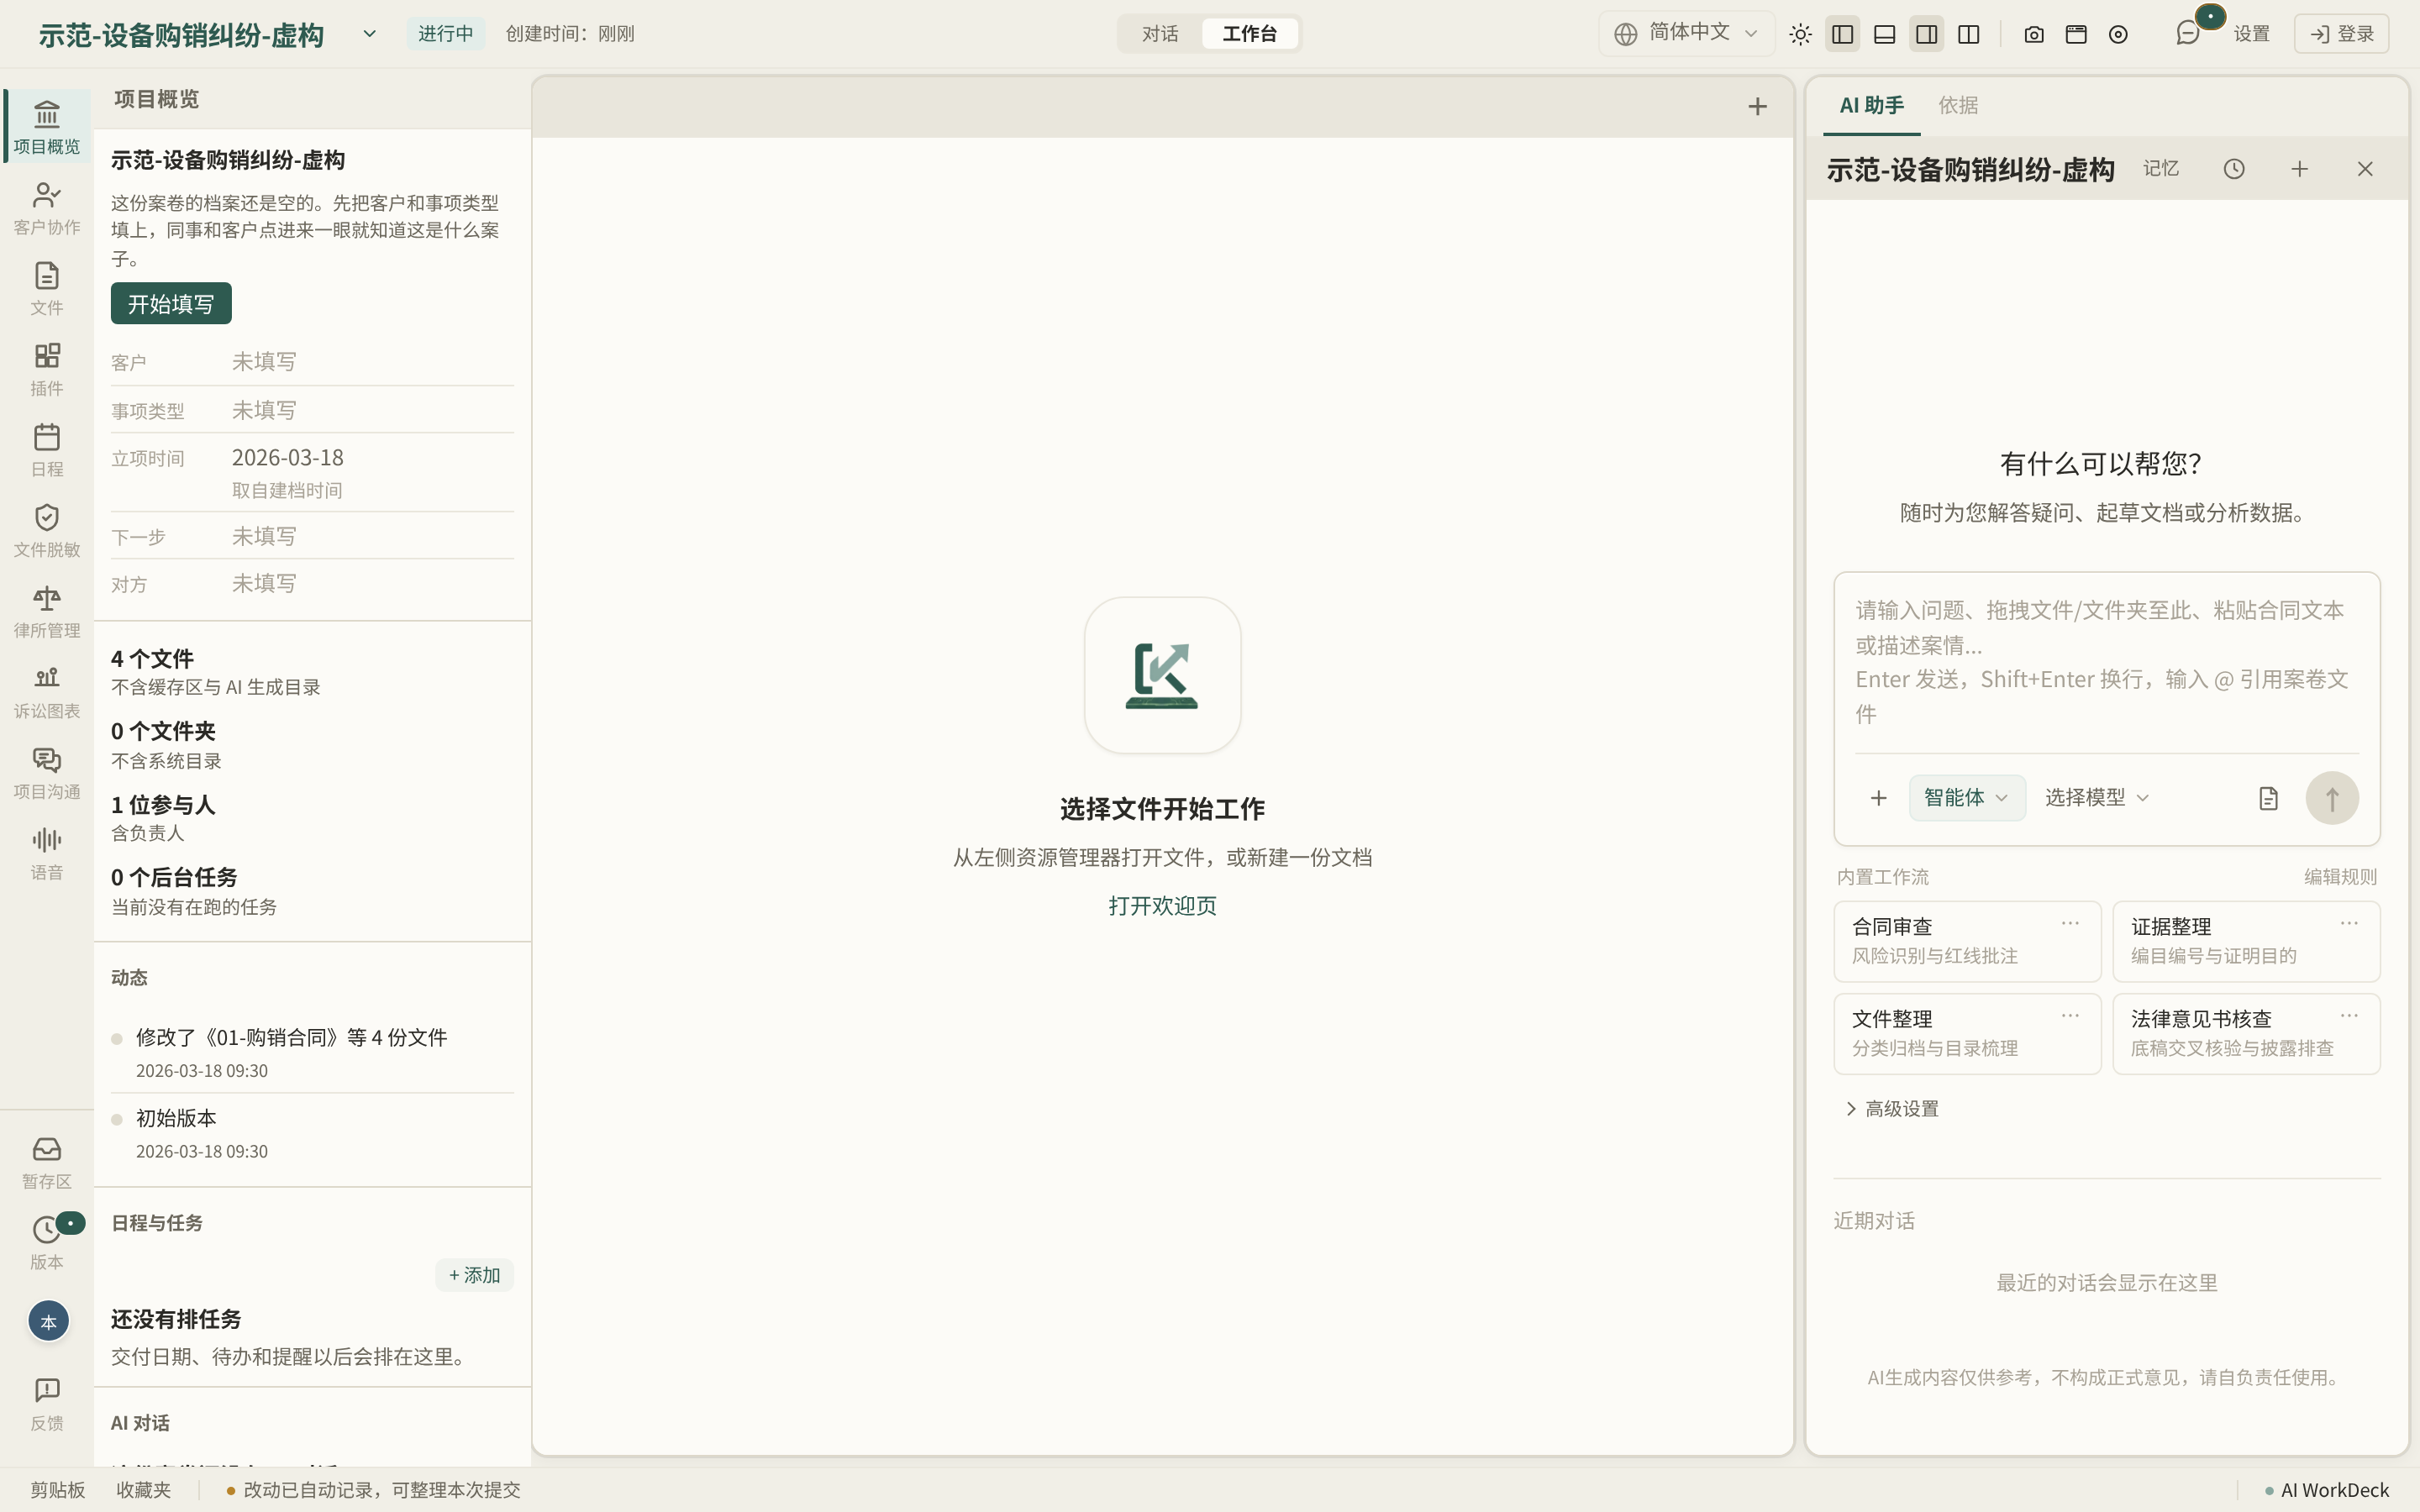 示范-设备购销纠纷-虚构
进行中
创建时间：刚刚
对话
工作台
简体中文
设置
登录
项目概览
客户协作
文件
插件
日程
文件脱敏
律所管理
诉讼图表
项目沟通
语音
暂存区
版本
本
反馈
项目概览
示范-设备购销纠纷-虚构
这份案卷的档案还是空的。先把客户和事项类型
填上，同事和客户点进来一眼就知道这是什么案
子。
开始填写
客户 未填写
事项类型 未填写
立项时间 2026-03-18
取自建档时间
下一步 未填写
对方 未填写
4 个文件
不含缓存区与 AI 生成目录
0 个文件夹
不含系统目录
1 位参与人
含负责人
0 个后台任务
当前没有在跑的任务
动态
修改了《01-购销合同》等 4 份文件
2026-03-18 09:30
初始版本
2026-03-18 09:30
日程与任务
+ 添加
还没有排任务
交付日期、待办和提醒以后会排在这里。
AI 对话
选择文件开始工作
从左侧资源管理器打开文件，或新建一份文档
打开欢迎页
AI 助手
依据
示范-设备购销纠纷-虚构
记忆
有什么可以帮您？
随时为您解答疑问、起草文档或分析数据。
请输入问题、拖拽文件/文件夹至此、粘贴合同文本
或描述案情...
Enter 发送，Shift+Enter 换行，输入 @ 引用案卷文
件
智能体
选择模型
内置工作流
编辑规则
合同审查
风险识别与红线批注
证据整理
编目编号与证明目的
文件整理
分类归档与目录梳理
法律意见书核查
底稿交叉核验与披露排查
高级设置
近期对话
最近的对话会显示在这里
AI生成内容仅供参考，不构成正式意见，请自负责任使用。
剪贴板
收藏夹
改动已自动记录，可整理本次提交
AI WorkDeck